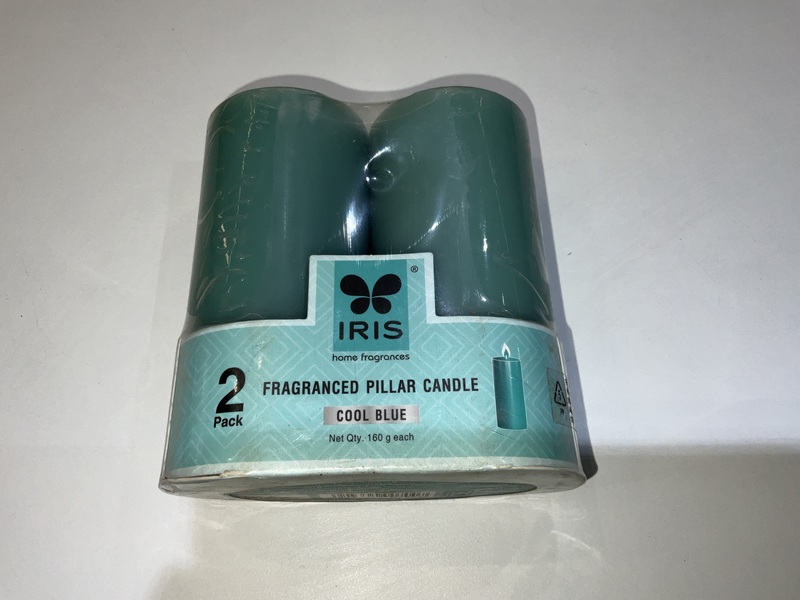 ®
IRIS
home fragrances
2
Pack
FRAGRANCED PILLAR CANDLE
COOL BLUE
Net Qty. 160 g each